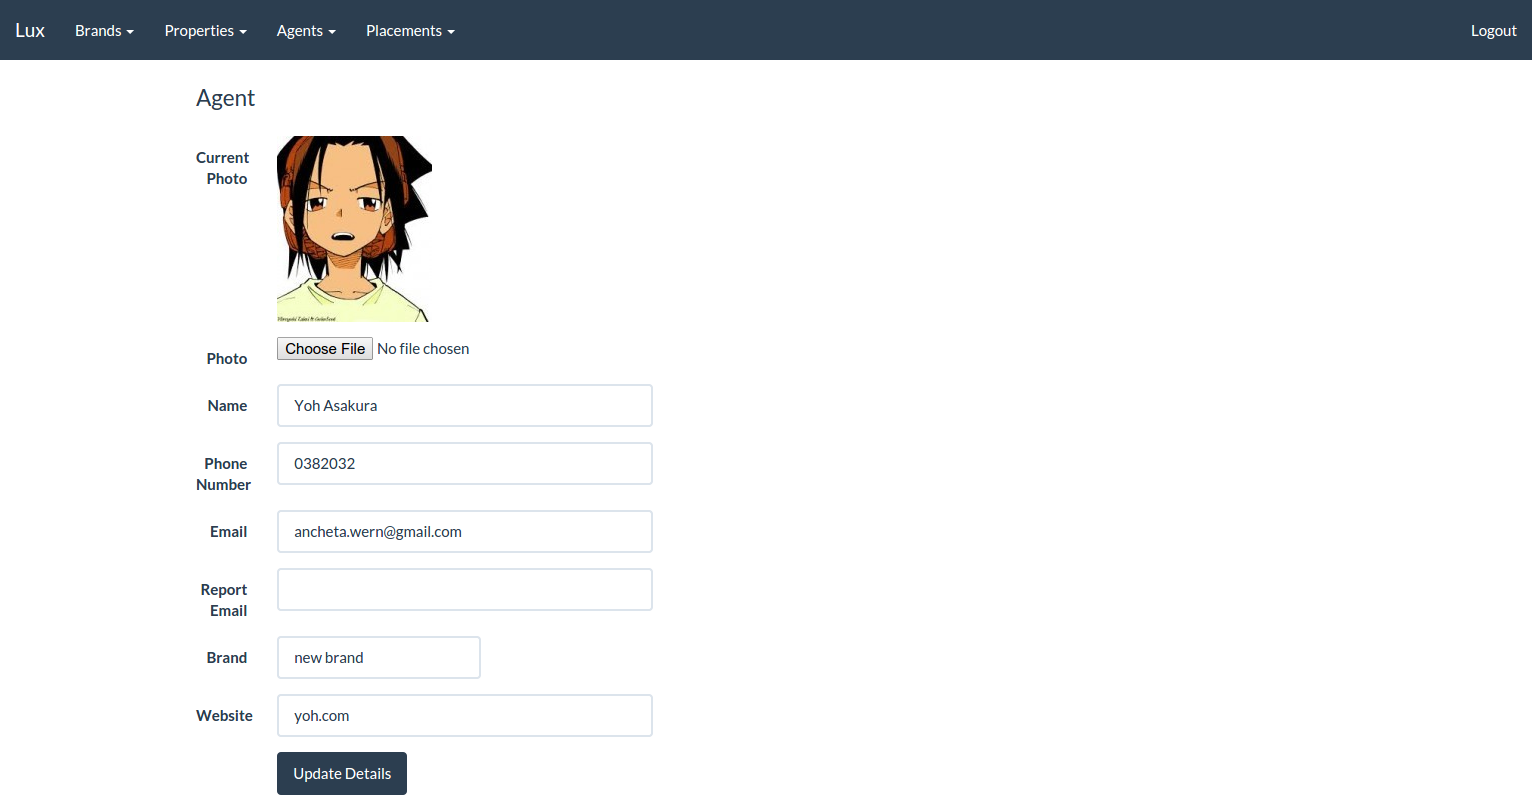 Lux Brands Properties Agents Placements Logout
Agent
Current
Photo
Photo Choose File No file chosen
Name Yoh Asakura
Phone
Number
0382032
Email ancheta.wern@gmail.com
Report
Email
Brand new brand
Website yoh.com
Update Details